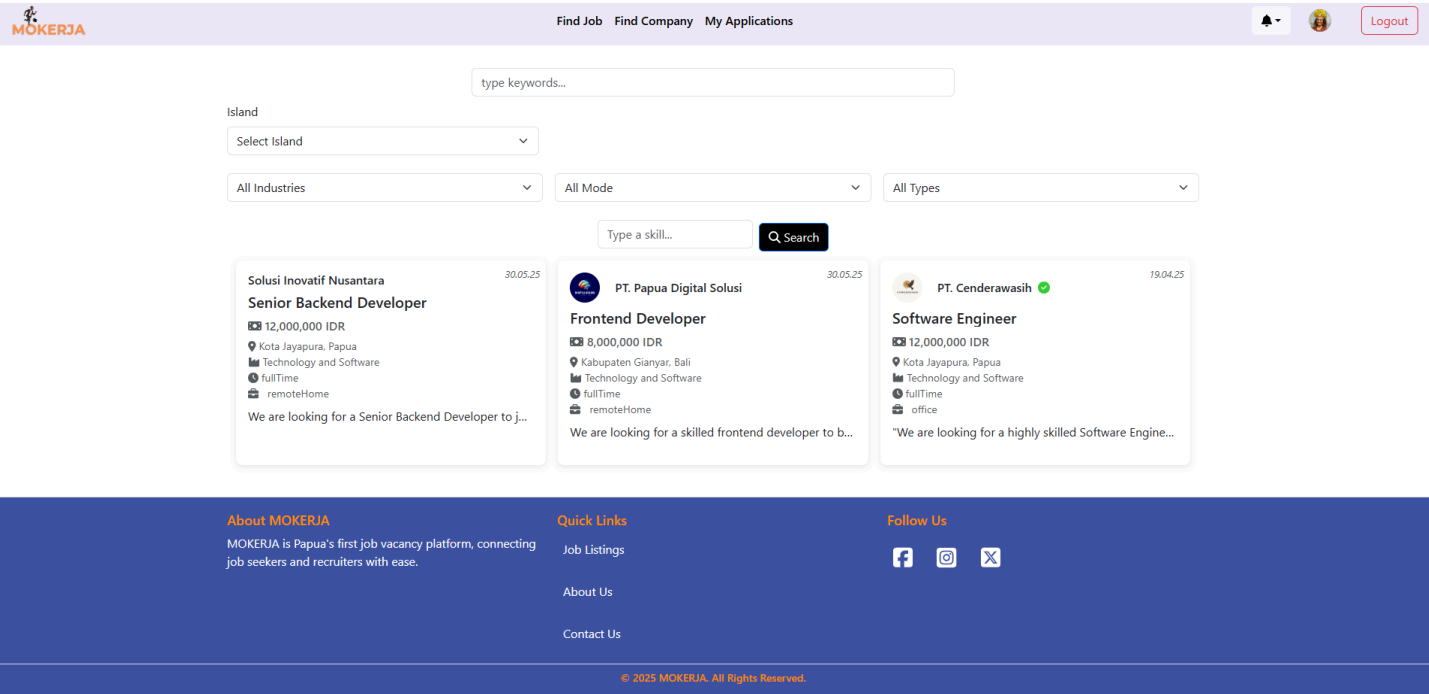 MOKERJA
Find Job Find Company My Applications
Logout
type keywords...
Island
Select Island
All Industries
All Mode
All Types
Type a skill...
Search
30.05.25
Solusi Inovatif Nusantara
Senior Backend Developer
12,000,000 IDR
Kota Jayapura, Papua
Technology and Software
fullTime
remoteHome
We are looking for a Senior Backend Developer to j...
30.05.25
PT. Papua Digital Solusi
Frontend Developer
8,000,000 IDR
Kabupaten Gianyar, Bali
Technology and Software
fullTime
remoteHome
We are looking for a skilled frontend developer to b...
19.04.25
PT. Cenderawasih
Software Engineer
12,000,000 IDR
Kota Jayapura, Papua
Technology and Software
fullTime
office
"We are looking for a highly skilled Software Engine...
About MOKERJA
MOKERJA is Papua's first job vacancy platform, connecting
job seekers and recruiters with ease.
Quick Links
Job Listings
About Us
Contact Us
Follow Us
© 2025 MOKERJA. All Rights Reserved.